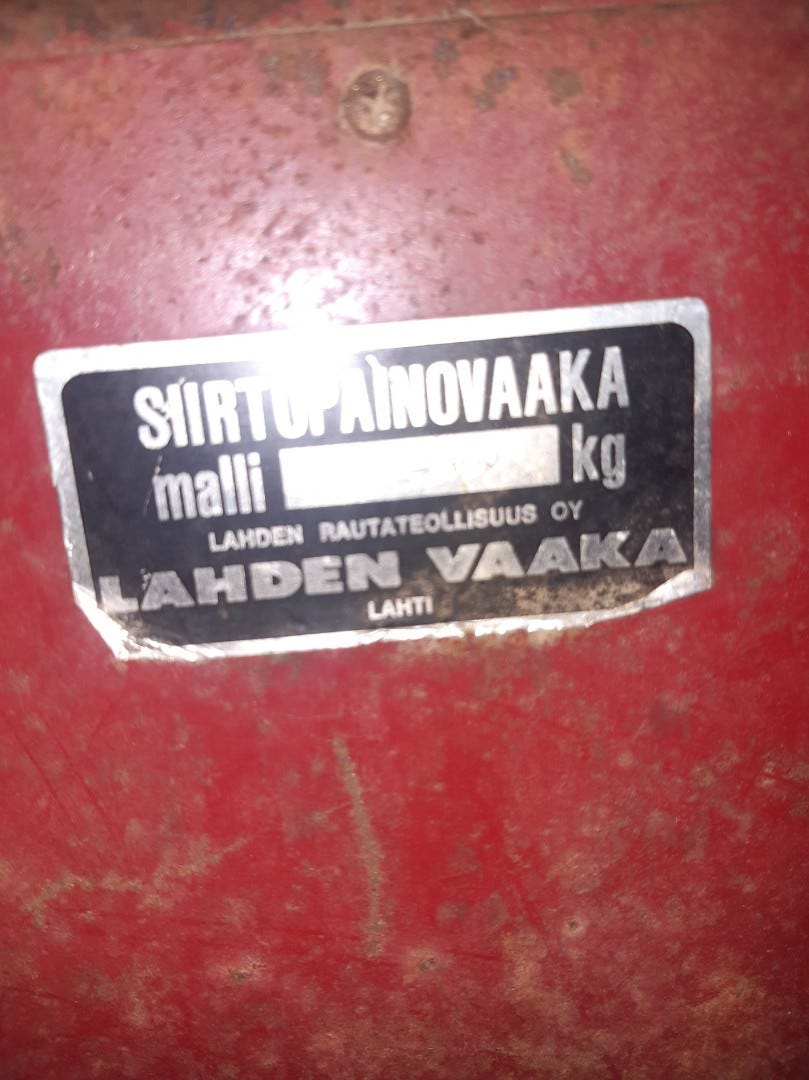 SIIRTOPAINOVAAKA
malli kg
LAHDEN RAUTATEOLLISUUS OY
LAHDEN VAAKA
LAHTI